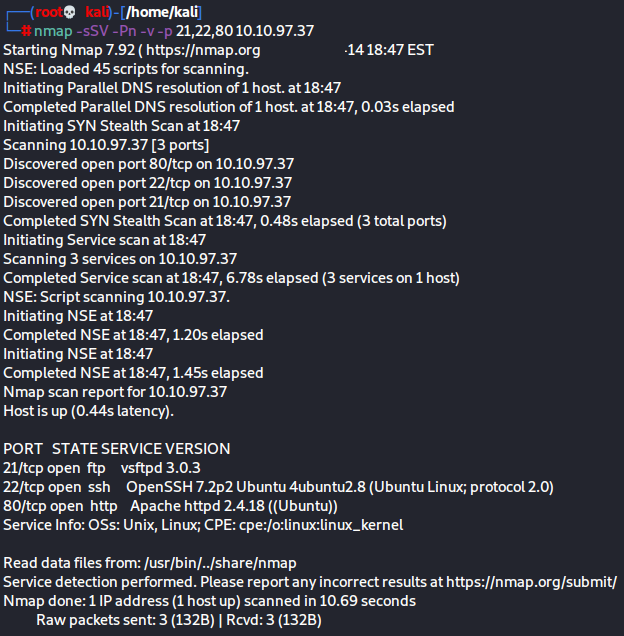 ┌──(root💀kali)-[/home/kali]
└─# nmap -sSV -Pn -v -p 21,22,80 10.10.97.37
Starting Nmap 7.92 ( https://nmap.org -14 18:47 EST
NSE: Loaded 45 scripts for scanning.
Initiating Parallel DNS resolution of 1 host. at 18:47
Completed Parallel DNS resolution of 1 host. at 18:47, 0.03s elapsed
Initiating SYN Stealth Scan at 18:47
Scanning 10.10.97.37 [3 ports]
Discovered open port 80/tcp on 10.10.97.37
Discovered open port 22/tcp on 10.10.97.37
Discovered open port 21/tcp on 10.10.97.37
Completed SYN Stealth Scan at 18:47, 0.48s elapsed (3 total ports)
Initiating Service scan at 18:47
Scanning 3 services on 10.10.97.37
Completed Service scan at 18:47, 6.78s elapsed (3 services on 1 host)
NSE: Script scanning 10.10.97.37.
Initiating NSE at 18:47
Completed NSE at 18:47, 1.20s elapsed
Initiating NSE at 18:47
Completed NSE at 18:47, 1.45s elapsed
Nmap scan report for 10.10.97.37
Host is up (0.44s latency).
PORT STATE SERVICE VERSION
21/tcp open ftp vsftpd 3.0.3
22/tcp open ssh OpenSSH 7.2p2 Ubuntu 4ubuntu2.8 (Ubuntu Linux; protocol 2.0)
80/tcp open http Apache httpd 2.4.18 ((Ubuntu))
Service Info: OSs: Unix, Linux; CPE: cpe:/o:linux:linux_kernel
Read data files from: /usr/bin/../share/nmap
Service detection performed. Please report any incorrect results at https://nmap.org/submit/
Nmap done: 1 IP address (1 host up) scanned in 10.69 seconds
Raw packets sent: 3 (132B) | Rcvd: 3 (132B)